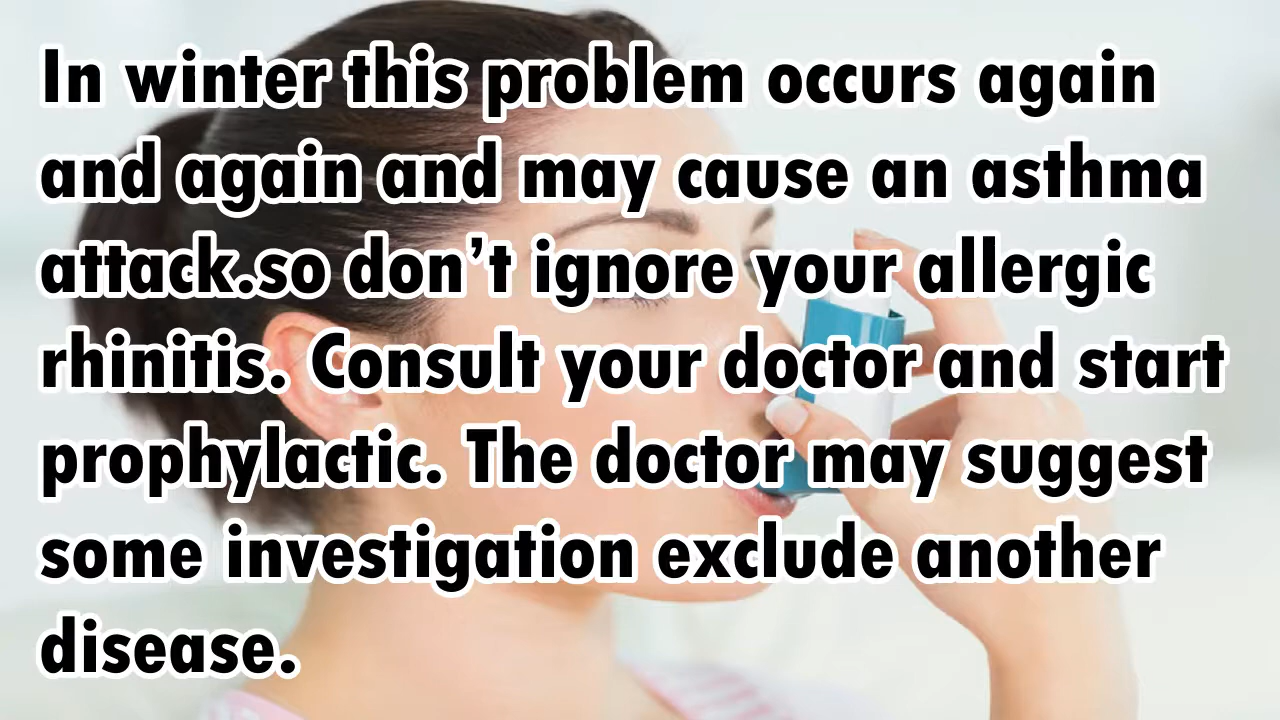 In winter this problem occurs again
and again and may cause an asthma
attack.so don’t ignore your allergic
rhinitis. Consult your doctor and start
prophylactic. The doctor may suggest
some investigation exclude another
disease.